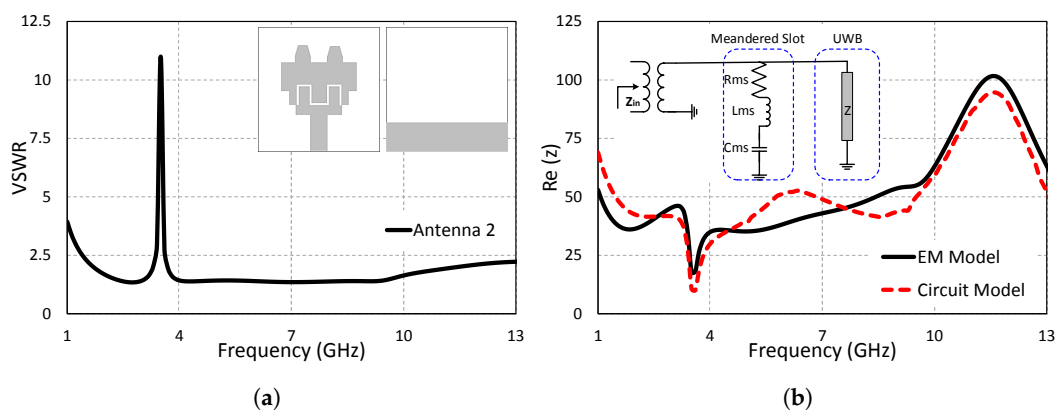 (a)
VSWR
12.5
10
7.5
5
2.5
0
1 4 7 10 13
Frequency (GHz)
Antenna 2
(b)
Re (z)
125
100
75
50
25
0
1 4 7 10 13
Frequency (GHz)
Meandered Slot UWB
Zin
Rms
Lms
Cms
Z
EM Model
Circuit Model